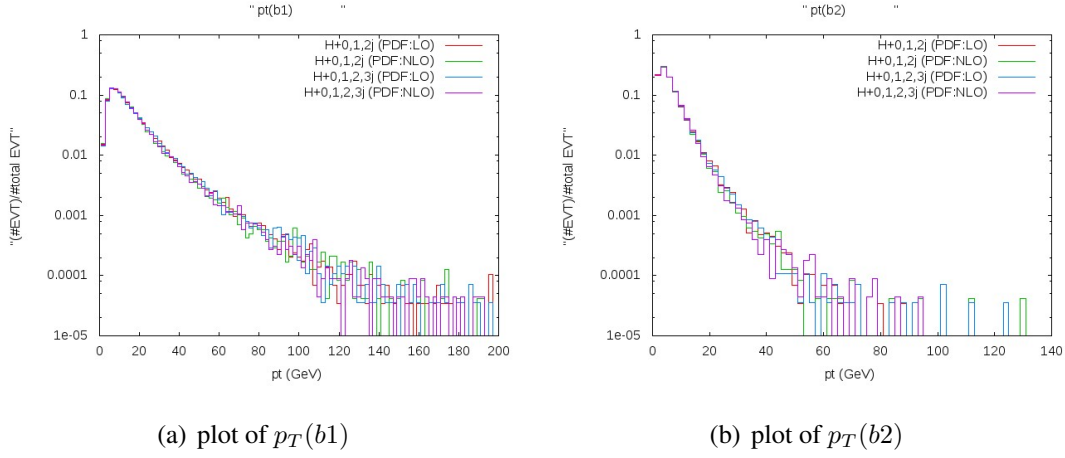 " pt(b1) "
"(#EVT)/#total EVT"
1
0.1
0.01
0.001
0.0001
1e-05
H+0,1,2j (PDF:LO)
H+0,1,2j (PDF:NLO)
H+0,1,2,3j (PDF:LO)
H+0,1,2,3j (PDF:NLO)
0 20 40 60 80 100 120 140 160 180 200
pt (GeV)
(a) plot of p_T(b1)
" pt(b2) "
"(#EVT)/#total EVT"
1
0.1
0.01
0.001
0.0001
1e-05
H+0,1,2j (PDF:LO)
H+0,1,2j (PDF:NLO)
H+0,1,2,3j (PDF:LO)
H+0,1,2,3j (PDF:NLO)
0 20 40 60 80 100 120 140
pt (GeV)
(b) plot of p_T(b2)